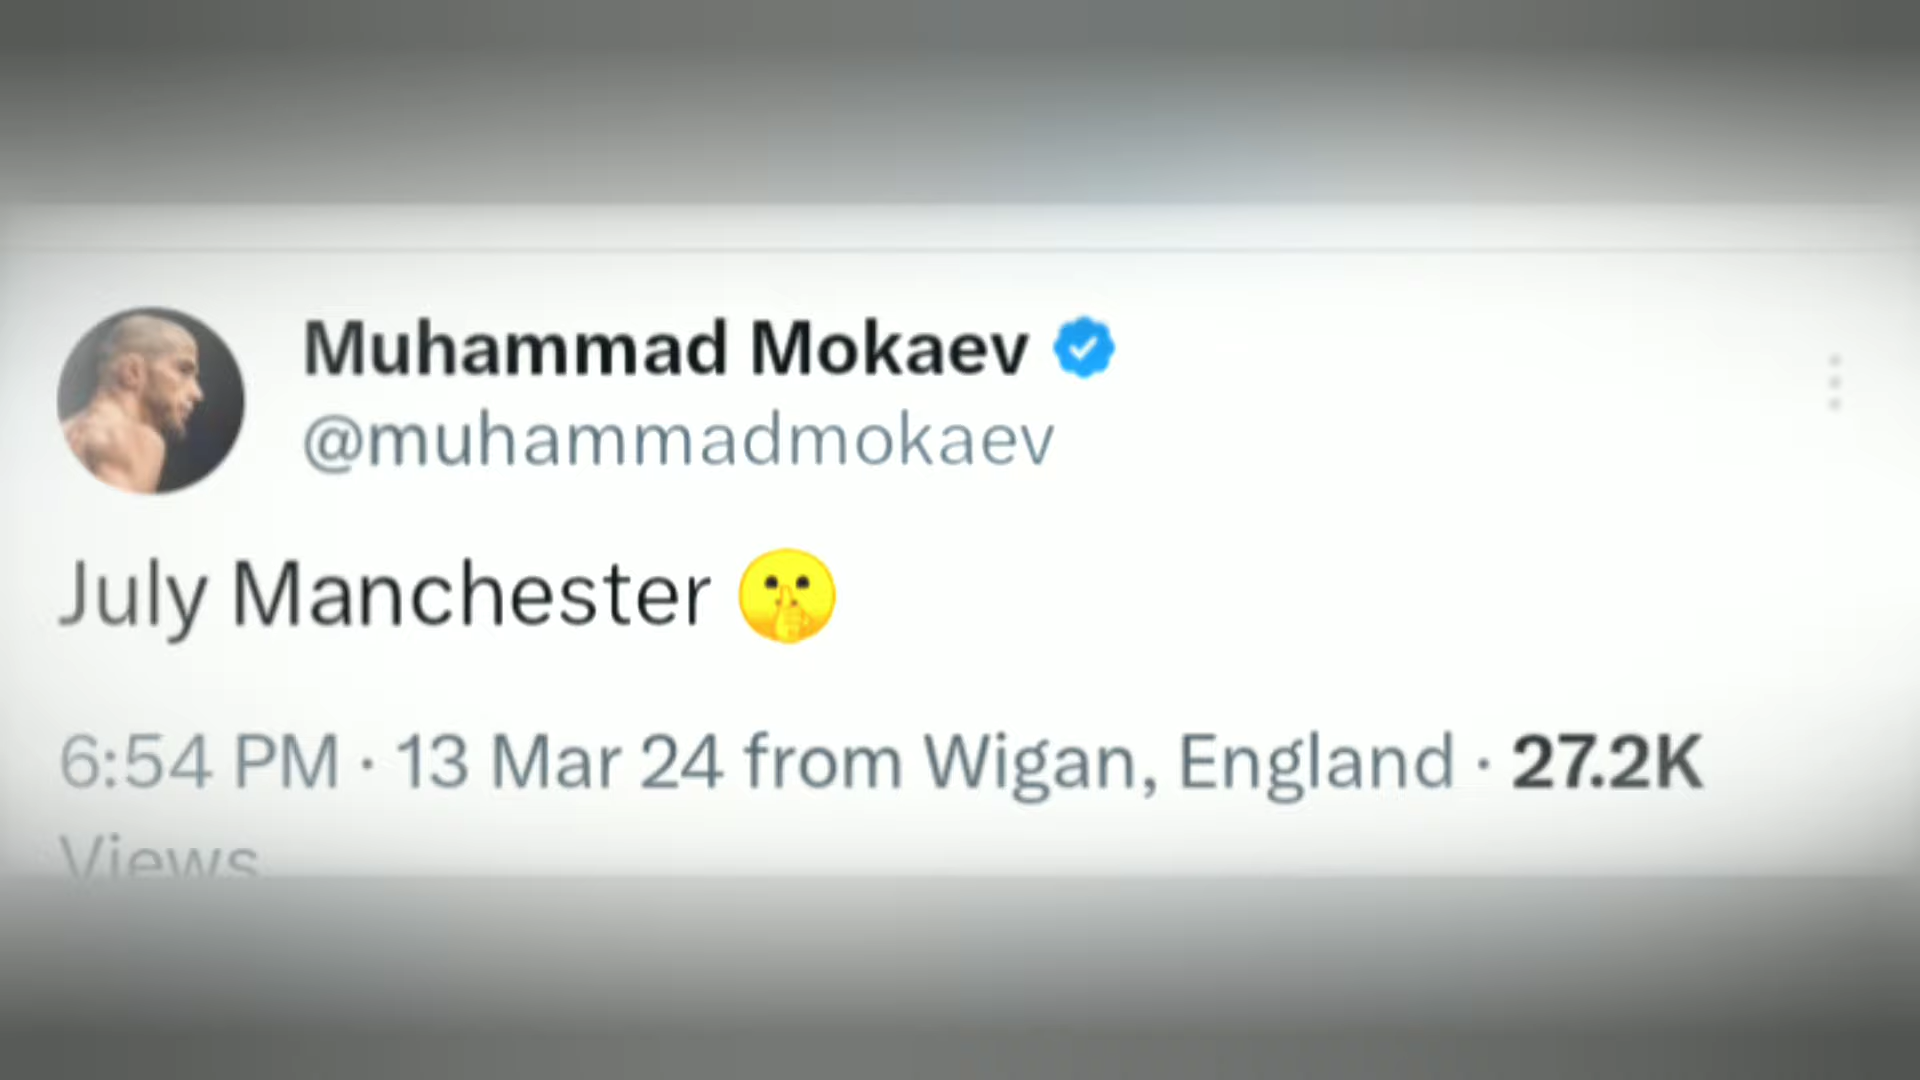 Muhammad Mokaev
@muhammadmokaev
July Manchester 🤫
6:54 PM · 13 Mar 24 from Wigan, England · 27.2K
Views